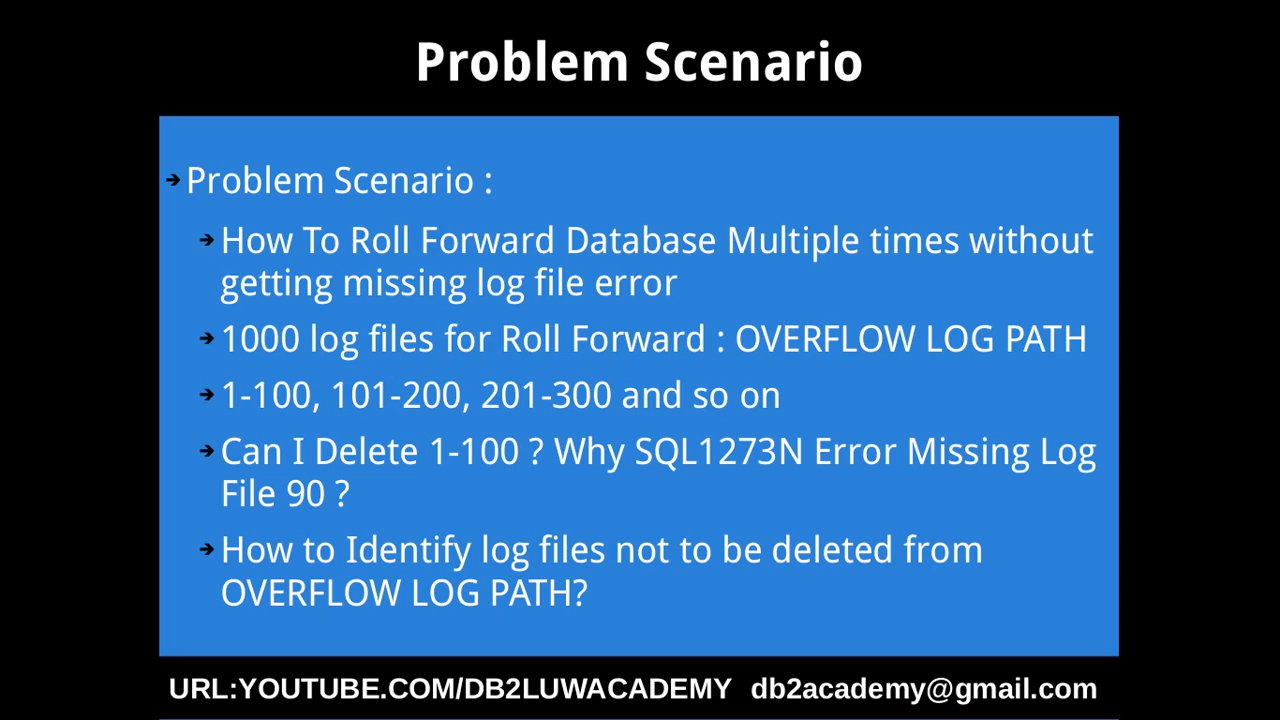 Problem Scenario
Problem Scenario :
How To Roll Forward Database Multiple times without
getting missing log file error
1000 log files for Roll Forward : OVERFLOW LOG PATH
1-100, 101-200, 201-300 and so on
Can I Delete 1-100 ? Why SQL1273N Error Missing Log
File 90 ?
How to Identify log files not to be deleted from
OVERFLOW LOG PATH?
URL:YOUTUBE.COM/DB2LUWACADEMY db2academy@gmail.com